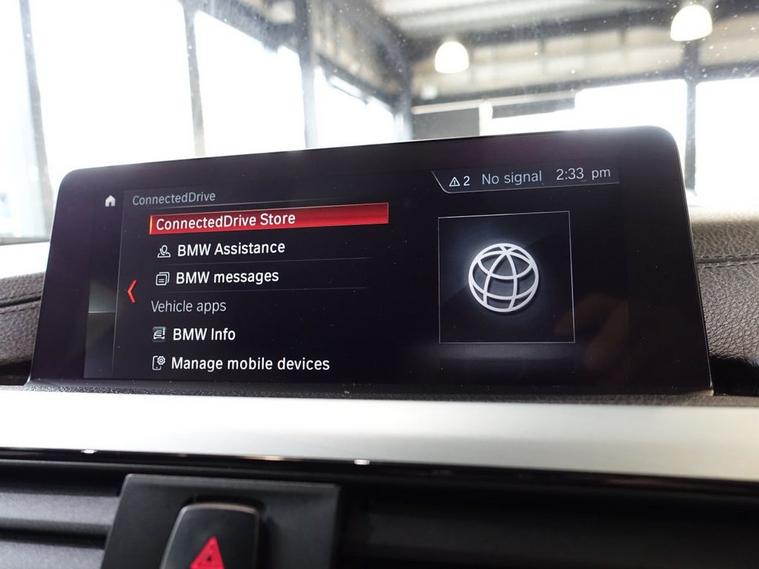 ConnectedDrive
2 No signal 2:33 pm
ConnectedDrive Store
BMW Assistance
BMW messages
Vehicle apps
BMW Info
Manage mobile devices